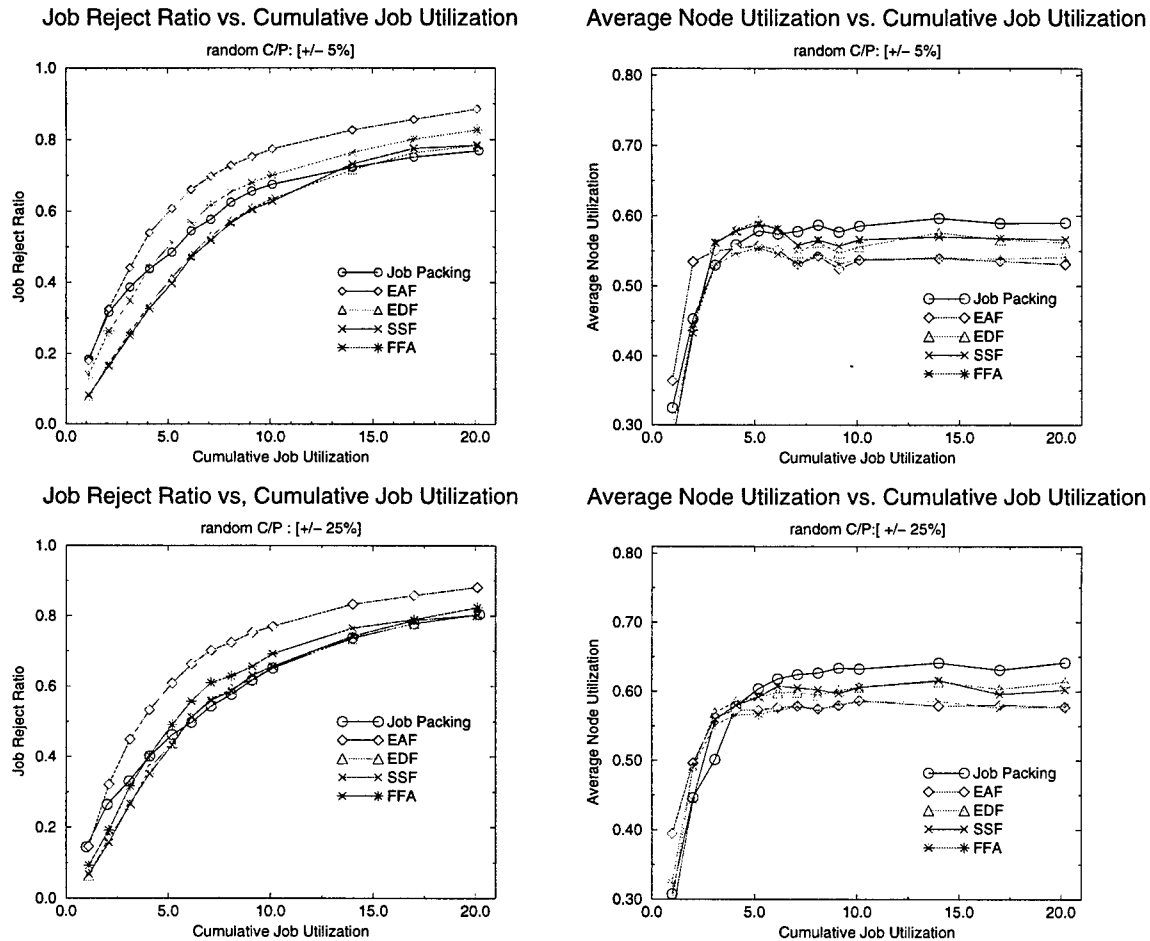 Job Reject Ratio vs. Cumulative Job Utilization
random C/P: [+/− 5%]
1.0
0.8
0.6
0.4
0.2
0.0
Job Reject Ratio
Job Packing
EAF
EDF
SSF
FFA
0.0 5.0 10.0 15.0 20.0
Cumulative Job Utilization
Average Node Utilization vs. Cumulative Job Utilization
random C/P: [+/− 5%]
0.80
0.70
0.60
0.50
0.40
0.30
Average Node Utilization
Job Packing
EAF
EDF
SSF
FFA
0.0 5.0 10.0 15.0 20.0
Cumulative Job Utilization
Job Reject Ratio vs, Cumulative Job Utilization
random C/P : [+/− 25%]
1.0
0.8
0.6
0.4
0.2
0.0
Job Reject Ratio
Job Packing
EAF
EDF
SSF
FFA
0.0 5.0 10.0 15.0 20.0
Cumulative Job Utilization
Average Node Utilization vs. Cumulative Job Utilization
random C/P:[ +/− 25%]
0.80
0.70
0.60
0.50
0.40
0.30
Average Node Utilization
Job Packing
EAF
EDF
SSF
FFA
0.0 5.0 10.0 15.0 20.0
Cumulative Job Utilization